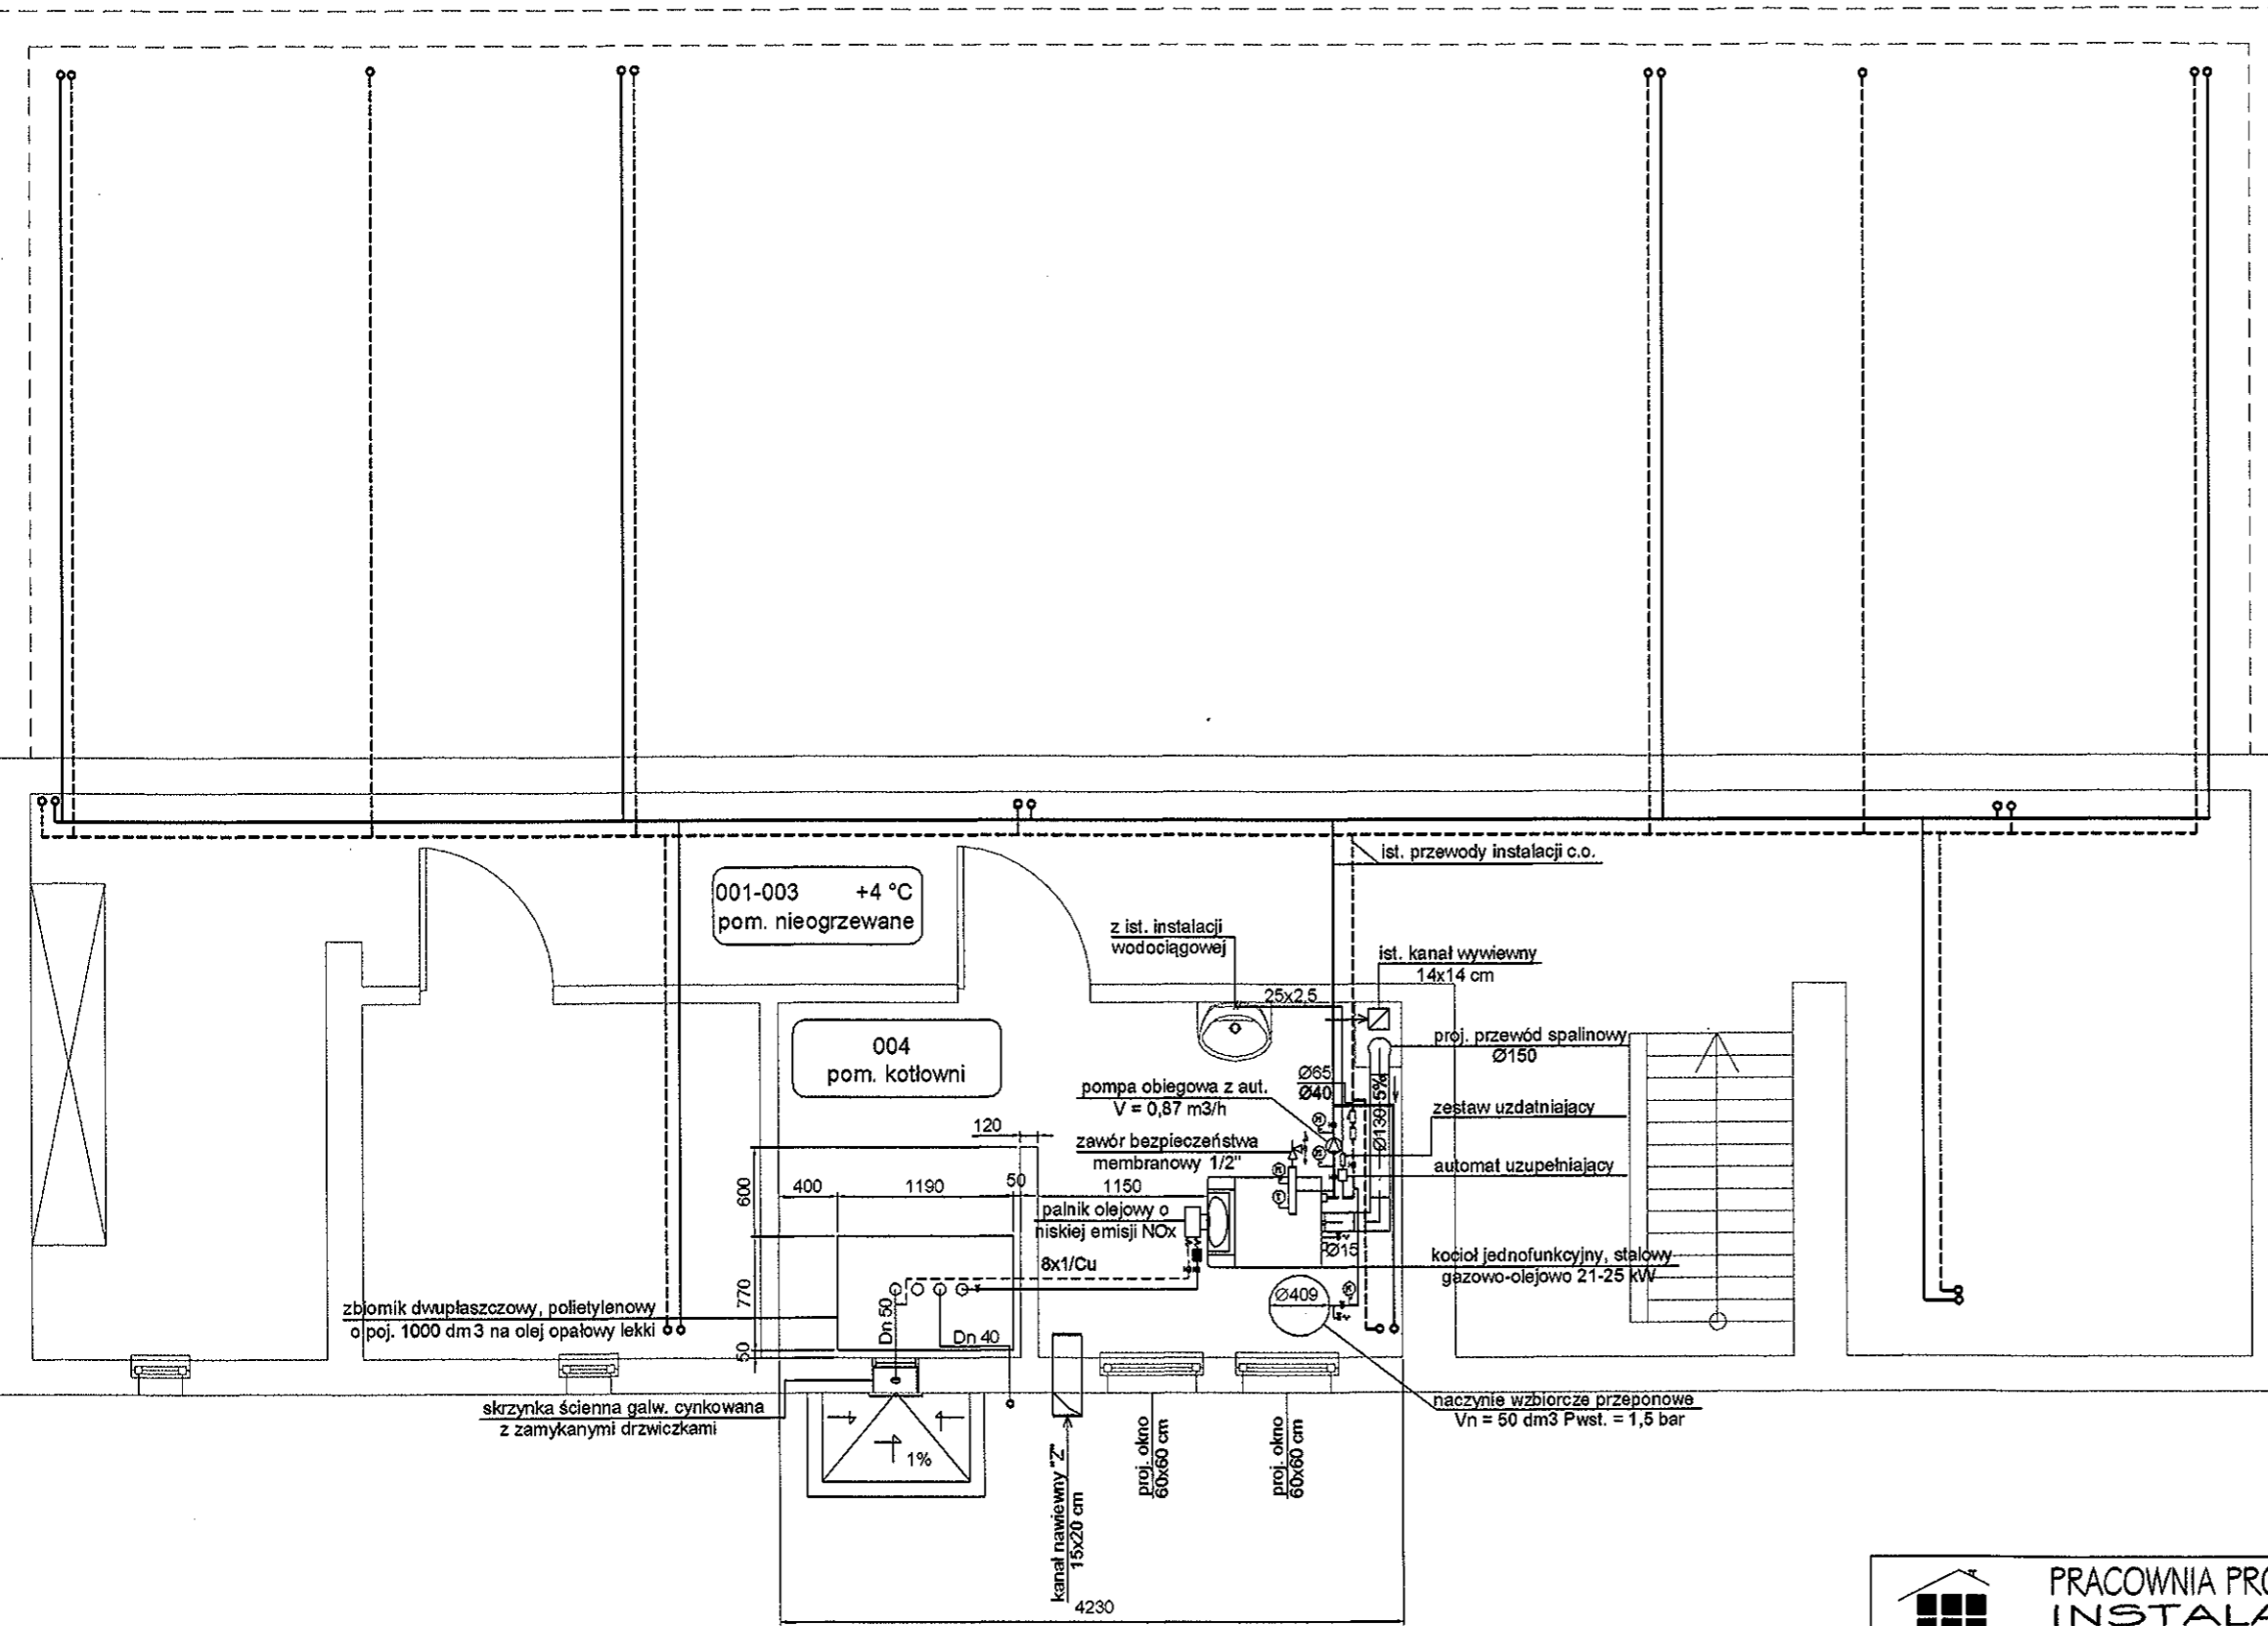 ist. przewody instalacji c.o.
001-003 +4 °C
pom. nieogrzewane
z ist. instalacji
wodociągowej
ist. kanał wywiewny
14x14 cm
25x2,5
004
pom. kotłowni
proj. przewód spalinowy
Ø150
Ø65
Ø40
Ø130 5%
pompa obiegowa z aut.
V = 0,87 m3/h
zestaw uzdatniający
120
zawór bezpieczeństwa
membranowy 1/2"
automat uzupełniający
600
400
1190
50
1150
palnik olejowy o
niskiej emisji NOx
Ø15
kocioł jednofunkcyjny, stalowy
gazowo-olejowo 21-25 kW
8x1/Cu
770
Ø409
zbiornik dwupłaszczowy, polietylenowy
o poj. 1000 dm3 na olej opałowy lekki
Dn 50
Dn 40
50
skrzynka ścienna galw. cynkowana
z zamykanymi drzwiczkami
naczynie wzbiorcze przeponowe
Vn = 50 dm3 Pwst. = 1,5 bar
1%
kanał nawiewny "Z"
15x20 cm
proj. okno
60x60 cm
proj. okno
60x60 cm
4230
PRACOWNIA PRO
INSTALA